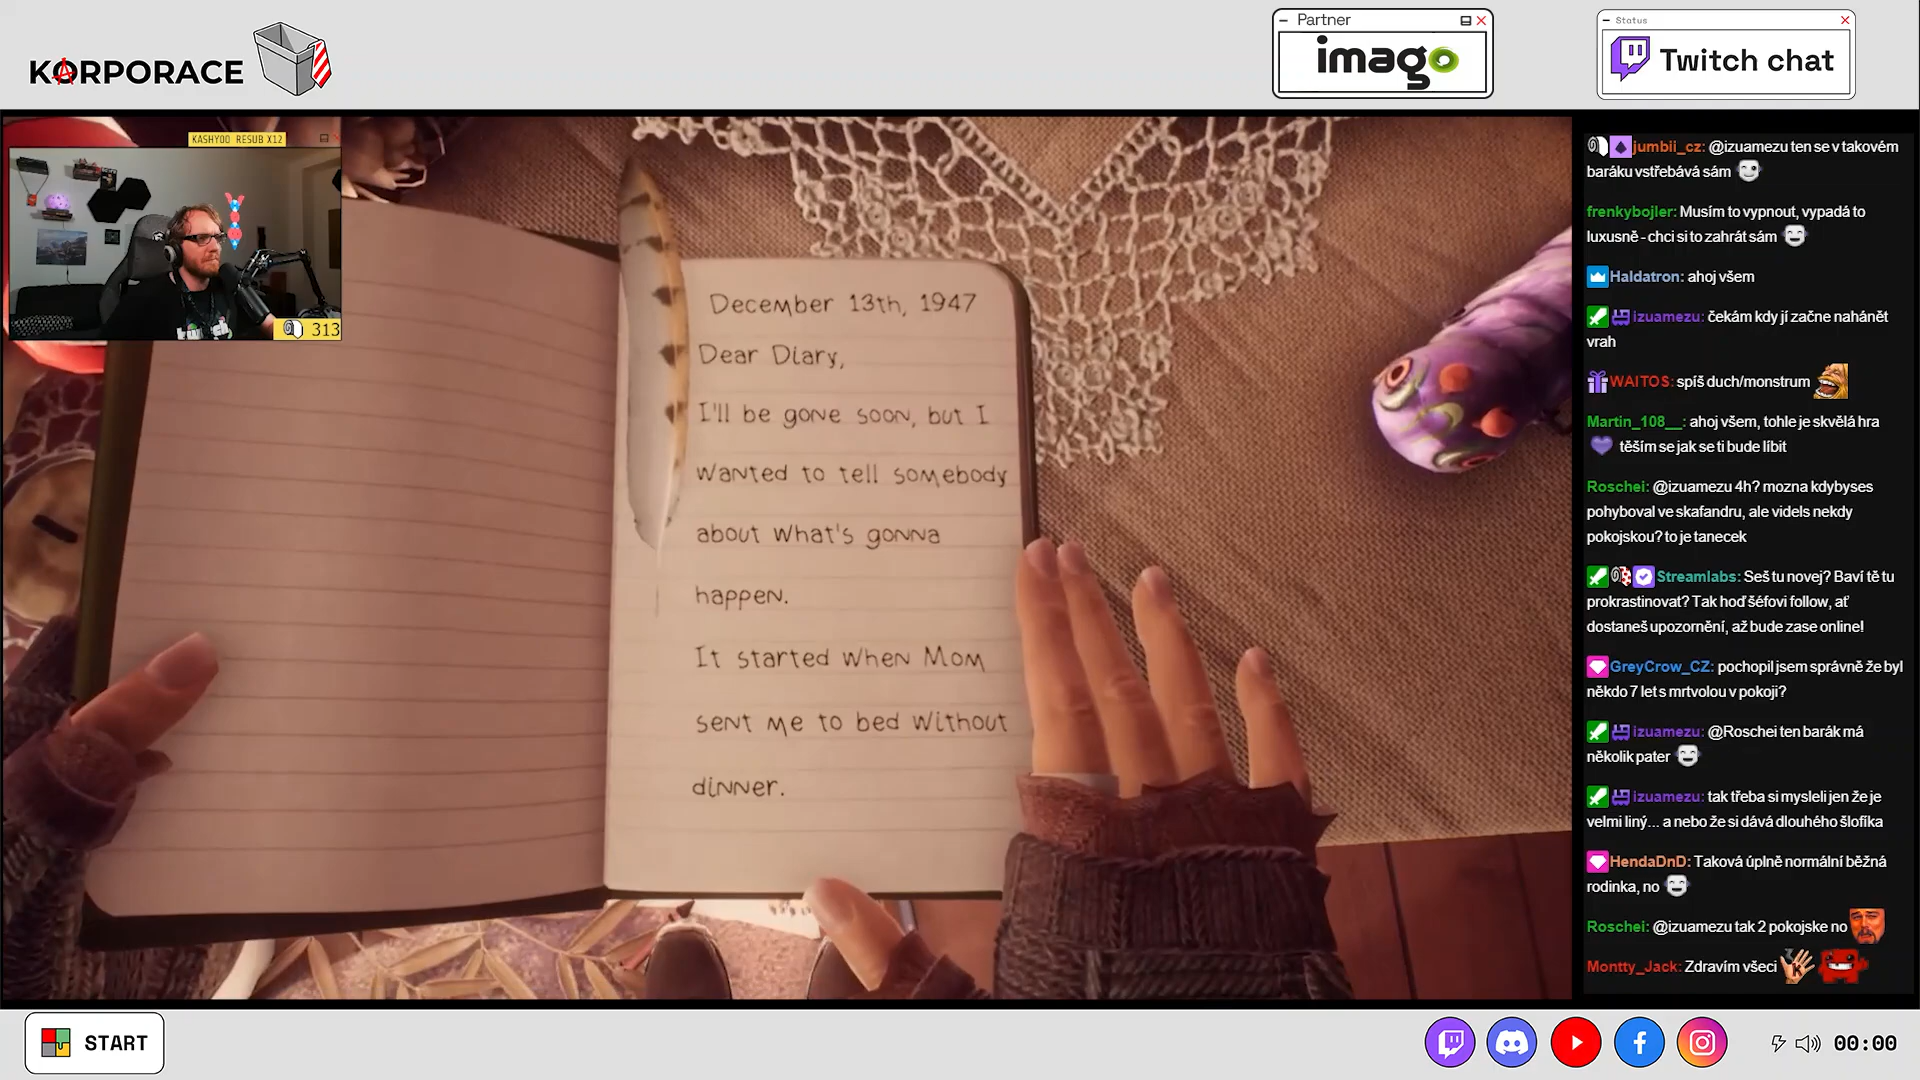 KARPORACE
Partner
imago
Status
Twitch chat
KASHYOO RESUB X12
313
December 13th, 1947
Dear Diary,
I'll be gone soon, but I
wanted to tell somebody
about what's gonna
happen.
It started when Mom
sent me to bed without
dinner.
jumbii_cz: @izuamezu ten se v takovém
baráku vstřebává sám
frenkybojler: Musím to vypnout, vypadá to
luxusně - chci si to zahrát sám
Haldatron: ahoj všem
izuamezu: čekám kdy jí začne nahánět
vrah
WAITOS: spíš duch/monstrum
Martin_108__: ahoj všem, tohle je skvělá hra
těším se jak se ti bude líbit
Roschei: @izuamezu 4h? mozna kdybyses
pohyboval ve skafandru, ale videls nekdy
pokojskou? to je tanecek
Streamlabs: Seš tu novej? Baví tě tu
prokrastinovat? Tak hoď šéfovi follow, ať
dostaneš upozornění, až bude zase online!
GreyCrow_CZ: pochopil jsem správně že byl
někdo 7 let s mrtvolou v pokoji?
izuamezu: @Roschei ten barák má
několik pater
izuamezu: tak třeba si mysleli jen že je
velmi líný... a nebo že si dává dlouhého šlofíka
HendaDnD: Taková úplně normální běžná
rodinka, no
Roschei: @izuamezu tak 2 pokojske no
Montty_Jack: Zdravím všeci
START
00:00